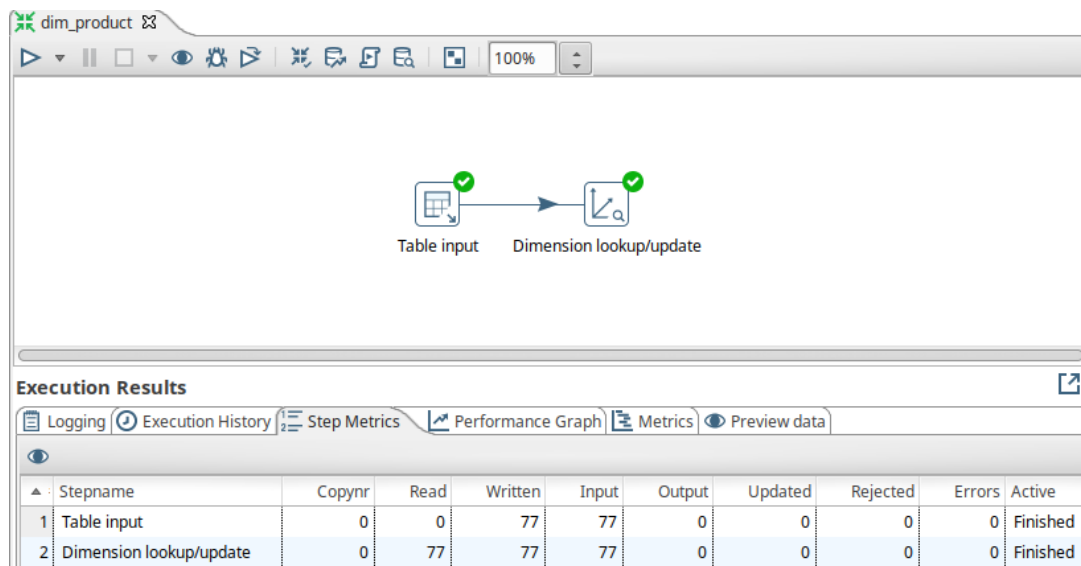 dim_product
100%
Table input
Dimension lookup/update
Execution Results
Logging Execution History Step Metrics Performance Graph Metrics Preview data
Stepname Copynr Read Written Input Output Updated Rejected Errors Active
1 Table input 0 0 77 77 0 0 0 0 Finished
2 Dimension lookup/update 0 77 77 77 0 0 0 0 Finished